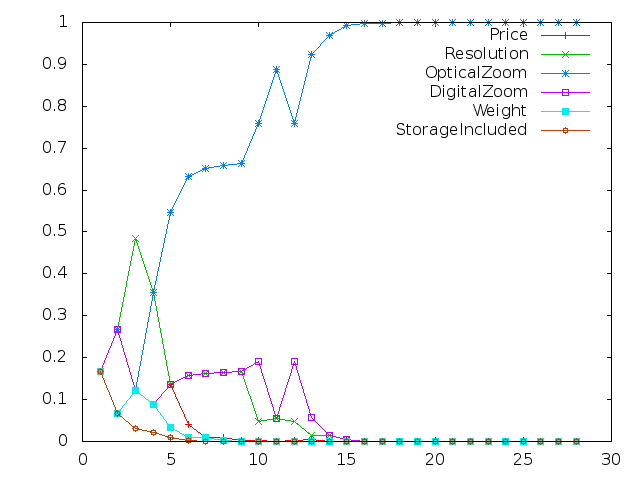 1
0.9
0.8
0.7
0.6
0.5
0.4
0.3
0.2
0.1
0
0 5 10 15 20 25 30
Price
Resolution
OpticalZoom
DigitalZoom
Weight
StorageIncluded